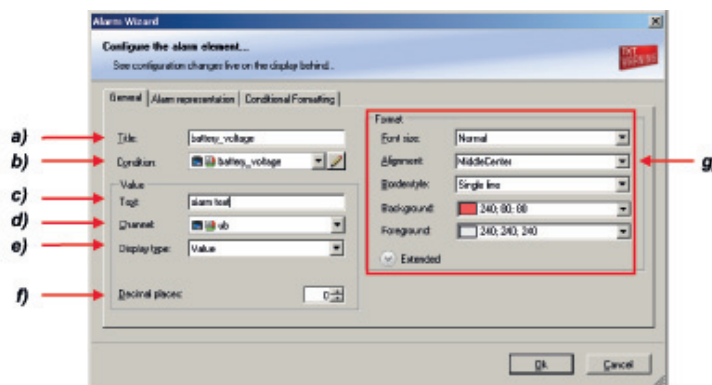 Alarm Wizard
Configure the alarm element...
See configuration changes live on the display behind..
TXT
WARNING
General
Alarm representation
Conditional Formatting
a)
Title:
battery_voltage
b)
Condition:
battery_voltage
Value
c)
Text:
alarm text
d)
Channel:
ub
e)
Display type:
Value
f)
Decimal places:
0
Format
Font size:
Normal
Alignment:
MiddleCenter
Borderstyle:
Single line
Background:
240; 80; 80
Foreground:
240; 240; 240
Extended
g
Ok
Cancel